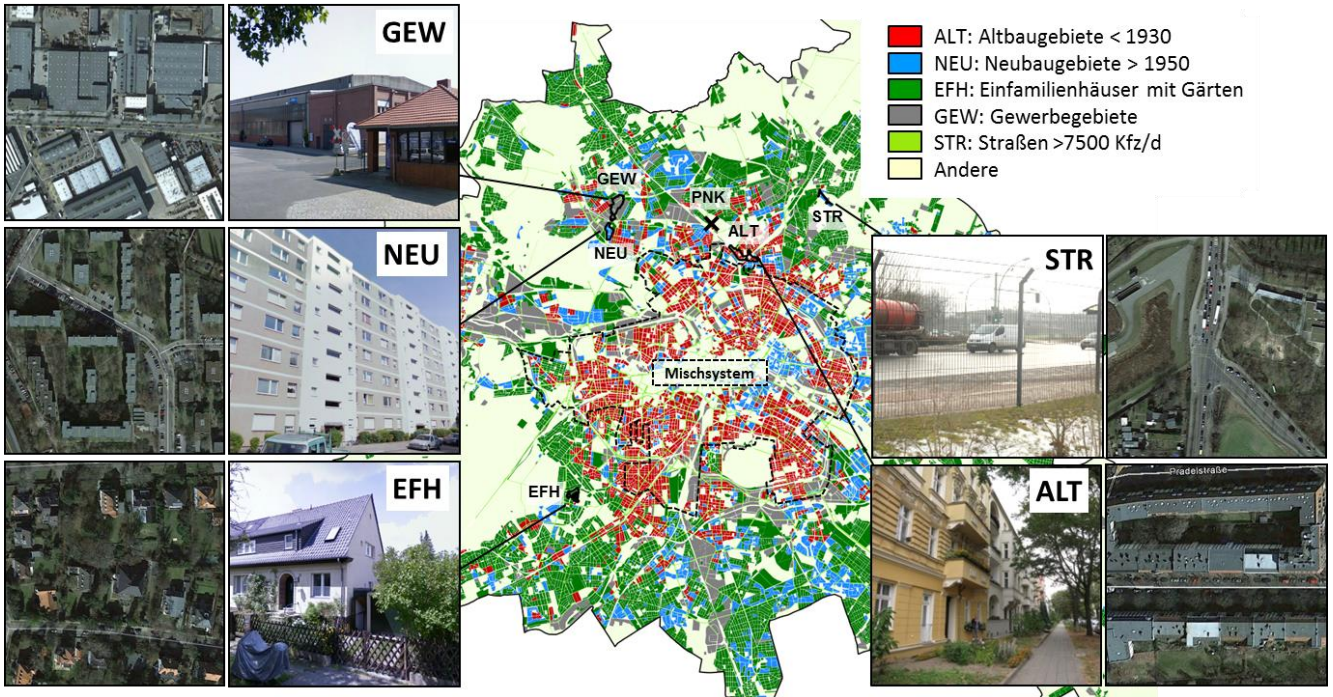 GEW
NEU
EFH
ALT: Altbaugebiete < 1930
NEU: Neubaugebiete > 1950
EFH: Einfamilienhäuser mit Gärten
GEW: Gewerbegebiete
STR: Straßen >7500 Kfz/d
Andere
GEW
PNK
STR
ALT
NEU
Mischsystem
EFH
STR
ALT
Pradelstraße